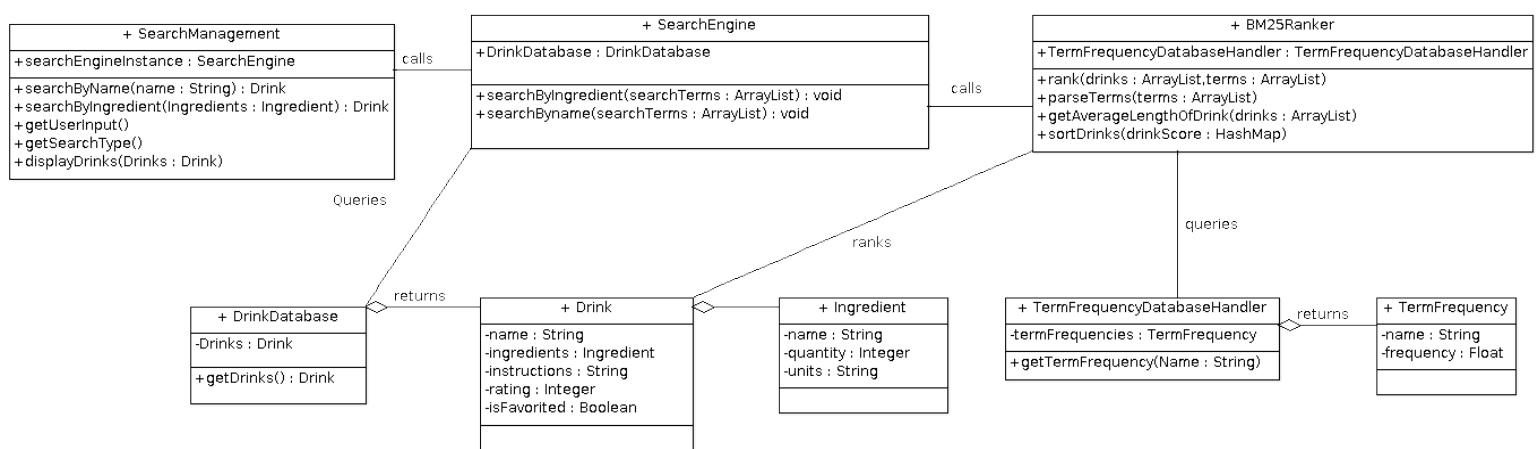 + SearchManagement
+searchEngineInstance : SearchEngine
+searchByName(name : String) : Drink
+searchByIngredient(Ingredients : Ingredient) : Drink
+getUserInput()
+getSearchType()
+displayDrinks(Drinks : Drink)
calls
+ SearchEngine
+DrinkDatabase : DrinkDatabase
+searchByIngredient(searchTerms : ArrayList) : void
+searchByname(searchTerms : ArrayList) : void
calls
+ BM25Ranker
+TermFrequencyDatabaseHandler : TermFrequencyDatabaseHandler
+rank(drinks : ArrayList,terms : ArrayList)
+parseTerms(terms : ArrayList)
+getAverageLengthOfDrink(drinks : ArrayList)
+sortDrinks(drinkScore : HashMap)
Queries
ranks
queries
+ DrinkDatabase
-Drinks : Drink
+getDrinks() : Drink
returns
+ Drink
-name : String
-ingredients : Ingredient
-instructions : String
-rating : Integer
-isFavorited : Boolean
+ Ingredient
-name : String
-quantity : Integer
-units : String
+ TermFrequencyDatabaseHandler
-termFrequencies : TermFrequency
+getTermFrequency(Name : String)
returns
+ TermFrequency
-name : String
-frequency : Float